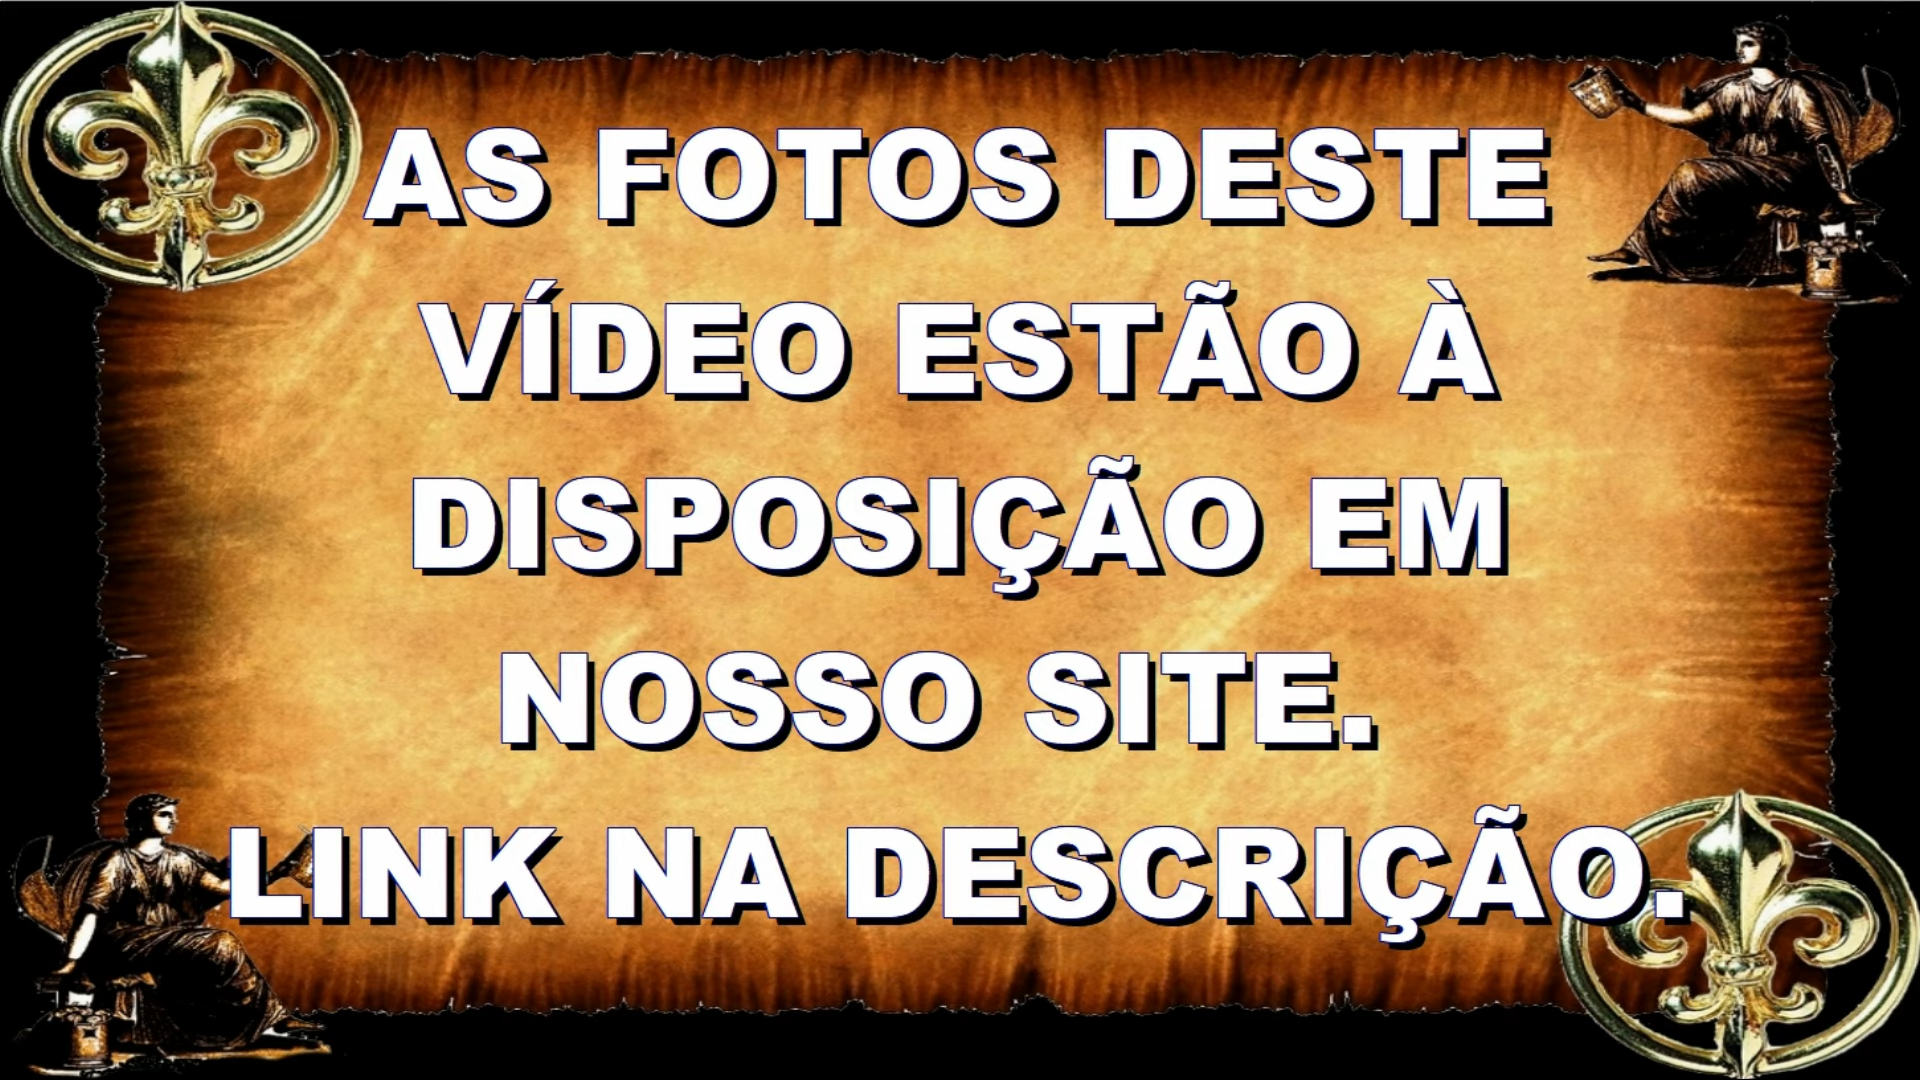 AS FOTOS DESTE
VÍDEO ESTÃO À
DISPOSIÇÃO EM
NOSSO SITE.
LINK NA DESCRIÇÃO.